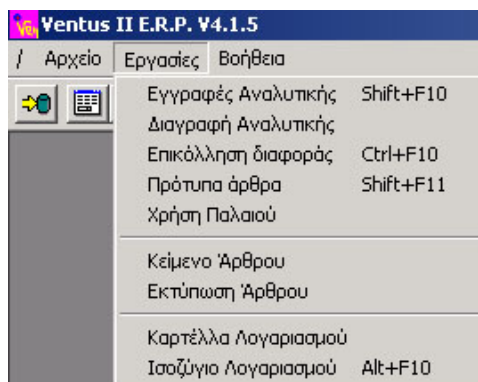 Ven Ventus II E.R.P. V4.1.5
/ Αρχείο Εργασίες Βοήθεια
Εγγραφές Αναλυτικής Shift+F10
Διαγραφή Αναλυτικής
Επικόλληση διαφοράς Ctrl+F10
Πρότυπα άρθρα Shift+F11
Χρήση Παλαιού
Κείμενο Άρθρου
Εκτύπωση Άρθρου
Καρτέλλα Λογαριασμού
Ισοζύγιο Λογαριασμού Alt+F10